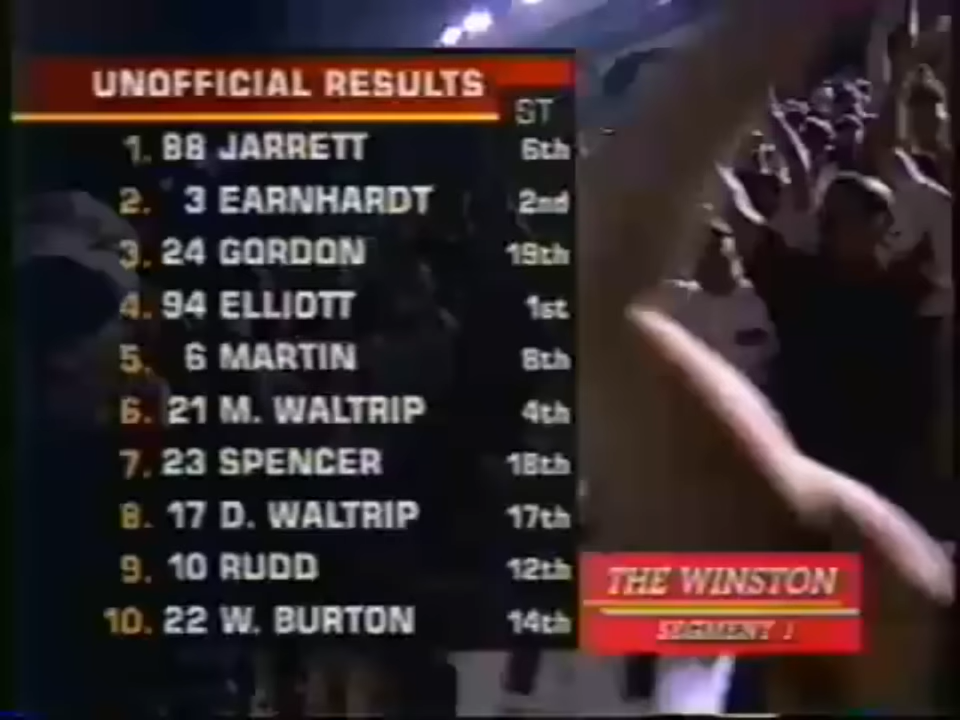 UNOFFICIAL RESULTS
ST
1. 88 JARRETT 6th
2. 3 EARNHARDT 2nd
3. 24 GORDON 19th
4. 94 ELLIOTT 1st
5. 6 MARTIN 8th
6. 21 M. WALTRIP 4th
7. 23 SPENCER 18th
8. 17 D. WALTRIP 17th
9. 10 RUDD 12th
10. 22 W. BURTON 14th
THE WINSTON
SEGMENT 1